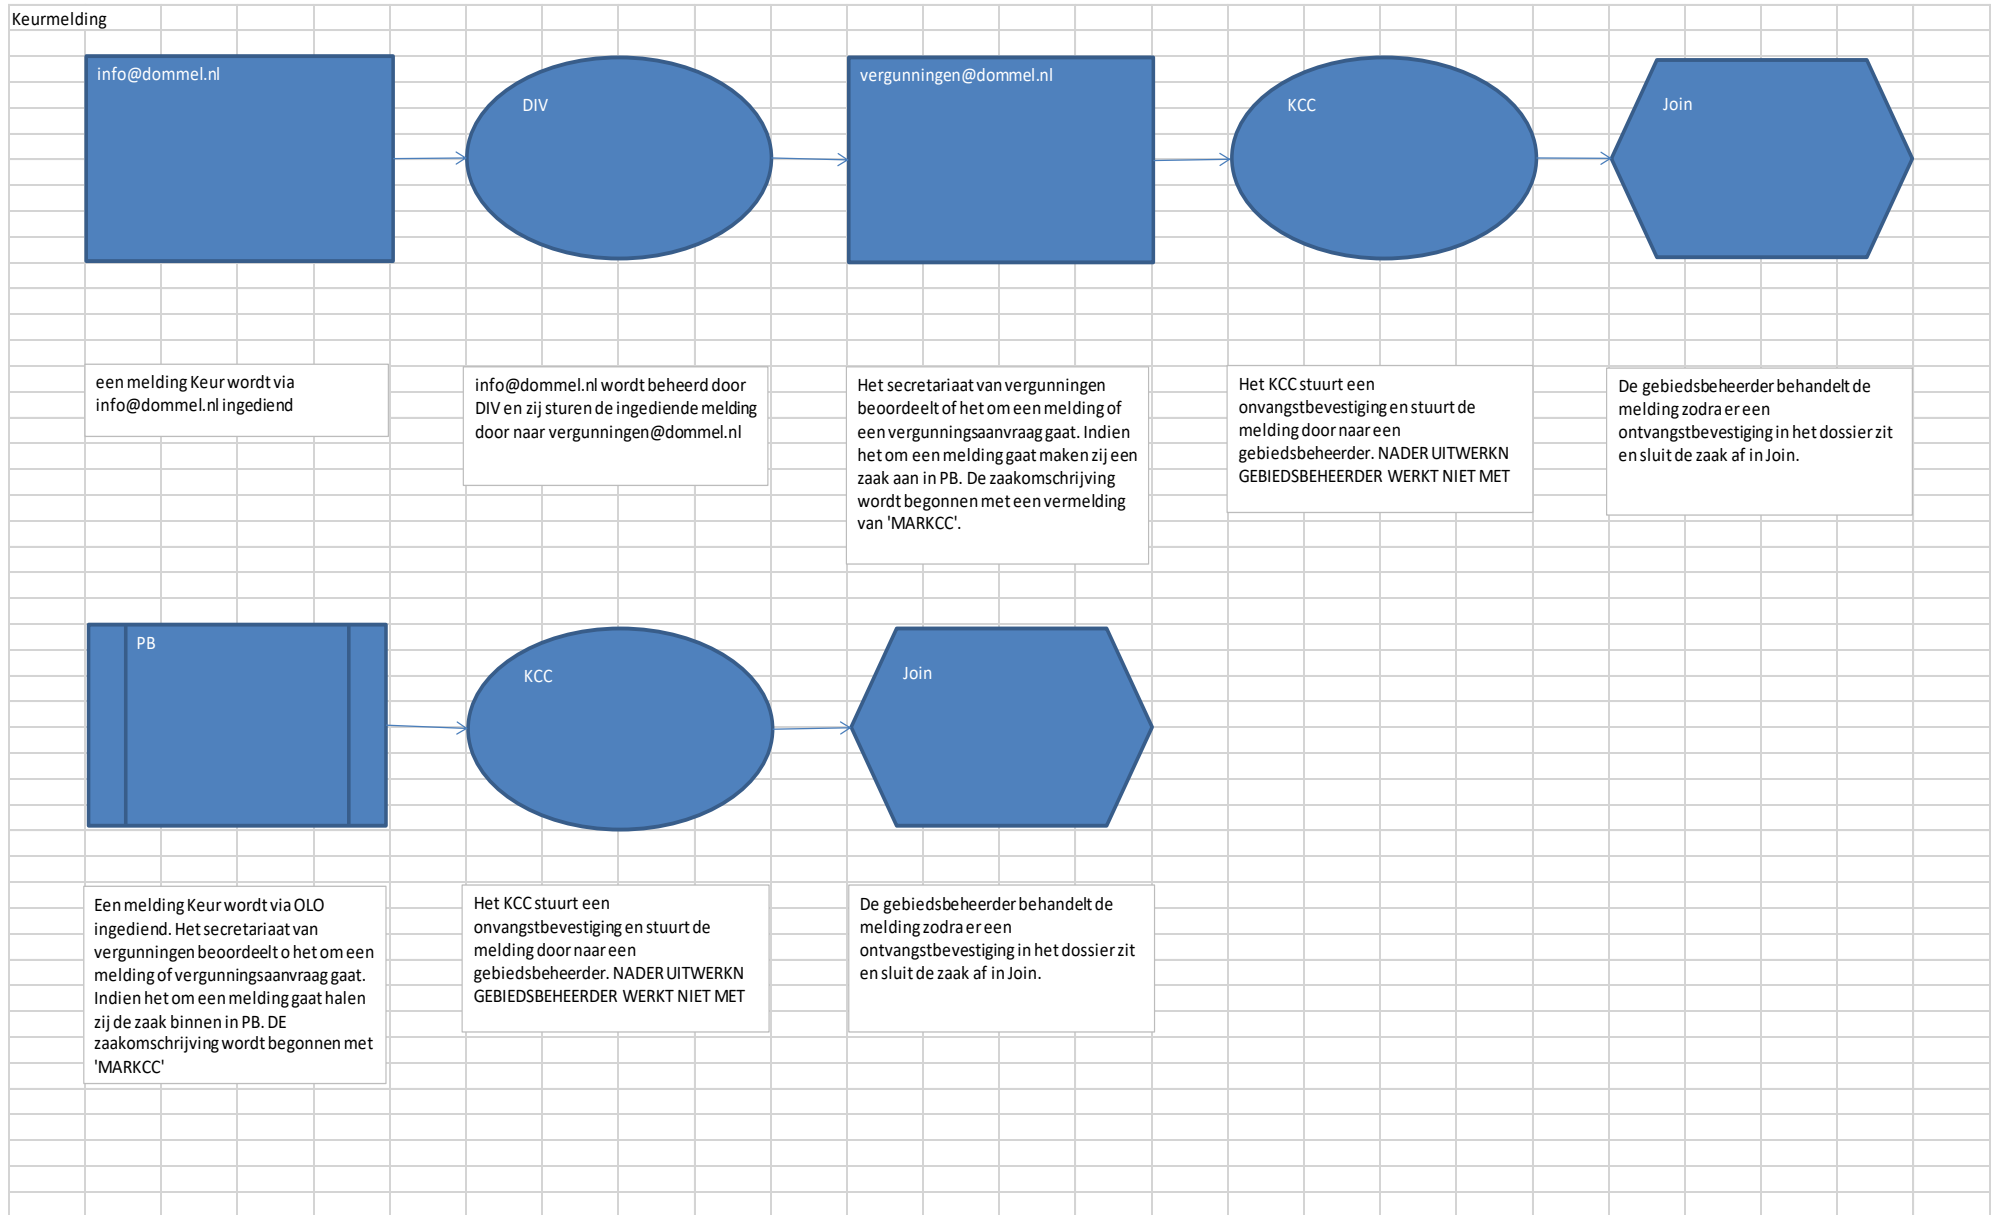 Keurmelding
info@dommel.nl
DIV
vergunningen@dommel.nl
KCC
Join
een melding Keur wordt via
info@dommel.nl ingediend
info@dommel.nl wordt beheerd door
DIV en zij sturen de ingediende melding
door naar vergunningen@dommel.nl
Het secretariaat van vergunningen
beoordeelt of het om een melding of
een vergunningsaanvraag gaat. Indien
het om een melding gaat maken zij een
zaak aan in PB. De zaakomschrijving
wordt begonnen met een vermelding
van 'MARKCC'.
Het KCC stuurt een
onvangstbevestiging en stuurt de
melding door naar een
gebiedsbeheerder. NADER UITWERKN
GEBIEDSBEHEERDER WERKT NIET MET
De gebiedsbeheerder behandelt de
melding zodra er een
ontvangstbevestiging in het dossier zit
en sluit de zaak af in Join.
PB
KCC
Join
Een melding Keur wordt via OLO
ingediend. Het secretariaat van
vergunningen beoordeelt o het om een
melding of vergunningsaanvraag gaat.
Indien het om een melding gaat halen
zij de zaak binnen in PB. DE
zaakomschrijving wordt begonnen met
'MARKCC'
Het KCC stuurt een
onvangstbevestiging en stuurt de
melding door naar een
gebiedsbeheerder. NADER UITWERKN
GEBIEDSBEHEERDER WERKT NIET MET
De gebiedsbeheerder behandelt de
melding zodra er een
ontvangstbevestiging in het dossier zit
en sluit de zaak af in Join.